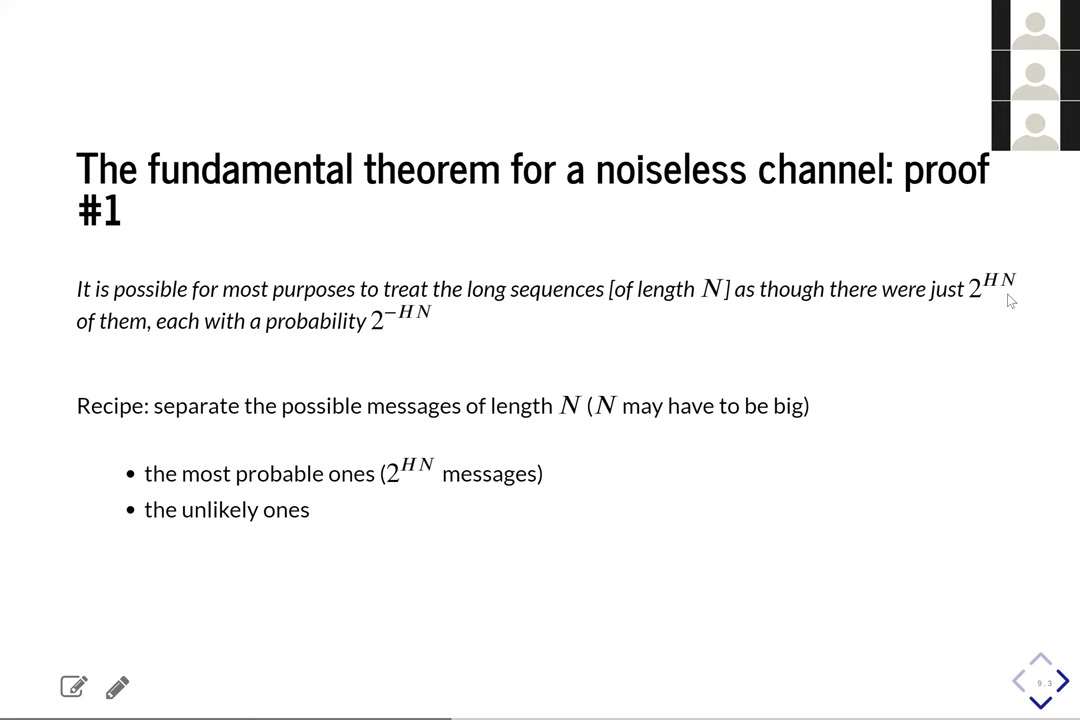 The fundamental theorem for a noiseless channel: proof
#1
It is possible for most purposes to treat the long sequences [of length N] as though there were just 2^{HN}
of them, each with a probability 2^{-HN}
Recipe: separate the possible messages of length N (N may have to be big)
• the most probable ones (2^{HN} messages)
• the unlikely ones
9.3